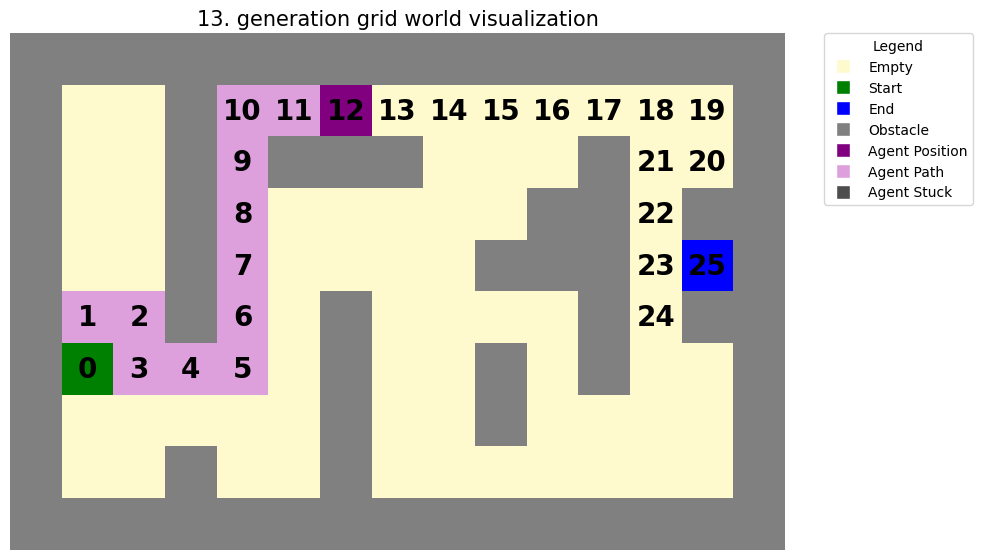 13. generation grid world visualization
Legend
Empty
Start
End
Obstacle
Agent Position
Agent Path
Agent Stuck
10 11 12 13 14 15 16 17 18 19
9 21 20
8 22
7 23 25
1 2 6 24
0 3 4 5